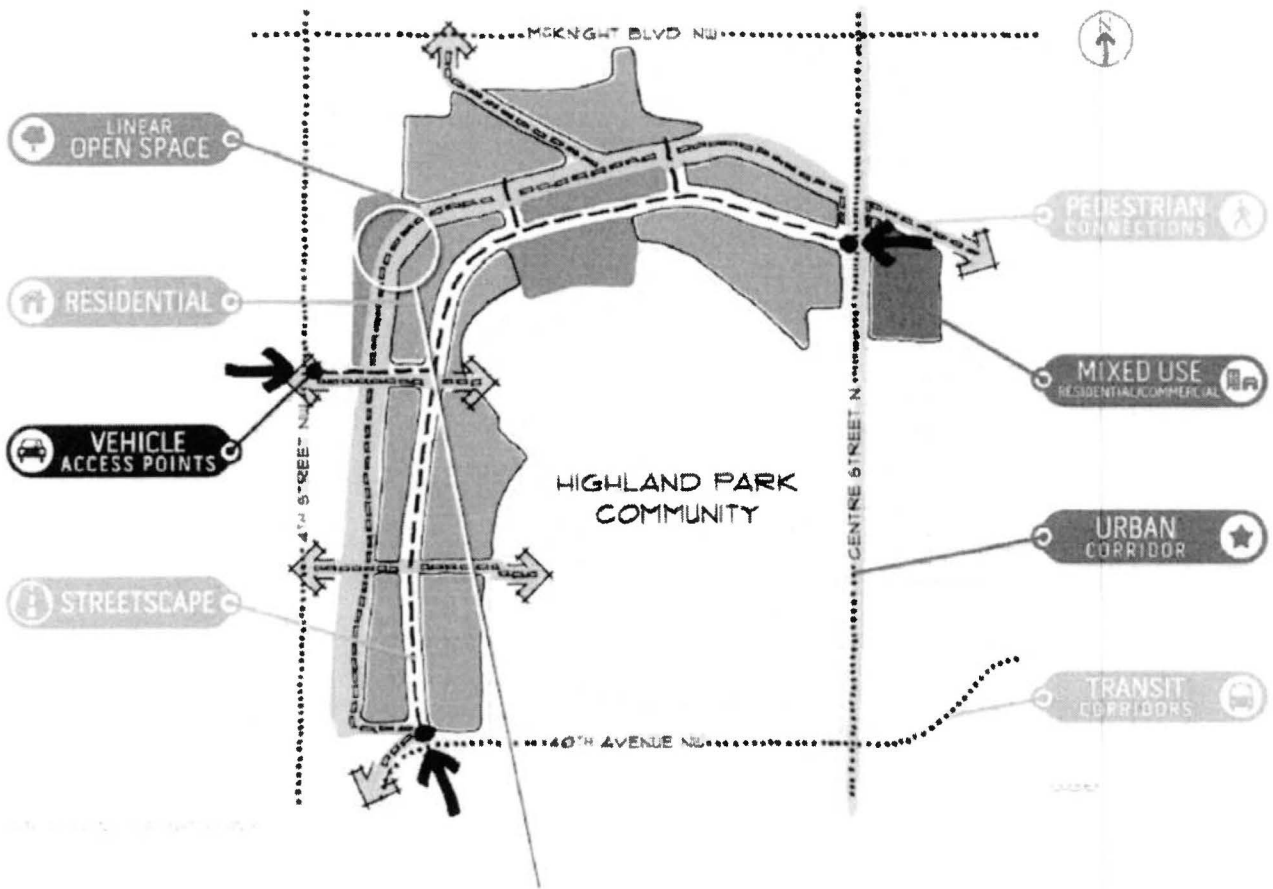 McKNGHT BLVD NW
N
LINEAR
OPEN SPACE
PEDESTRIAN
CONNECTIONS
RESIDENTIAL
MIXED USE
RESIDENTIAL/COMMERCIAL
VEHICLE
ACCESS POINTS
4TH STREET NW
HIGHLAND PARK
COMMUNITY
CENTRE STREET N
URBAN
CORRIDOR
STREETSCAPE
TRANSIT
CORRIDORS
40TH AVENUE NW